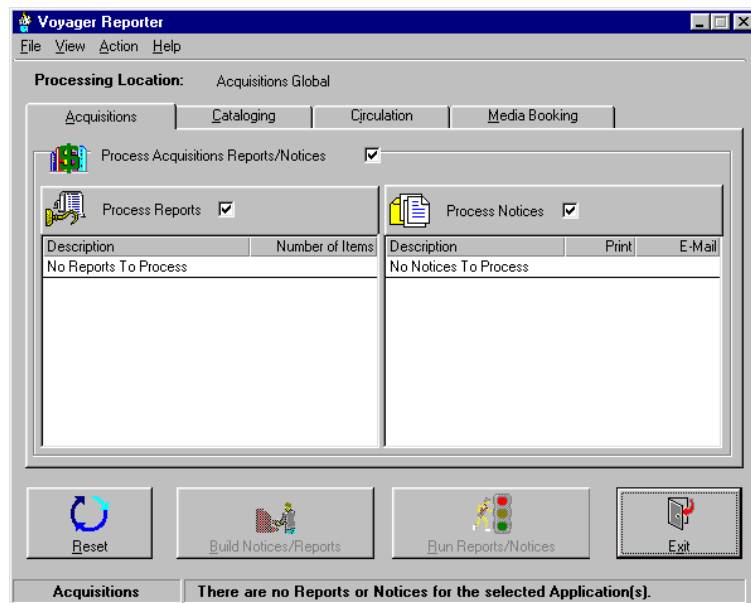 Voyager Reporter
File View Action Help
Processing Location: Acquisitions Global
Acquisitions Cataloging Circulation Media Booking
Process Acquisitions Reports/Notices
Process Reports Process Notices
Description Number of Items Description Print E-Mail
No Reports To Process No Notices To Process
Reset Build Notices/Reports Run Reports/Notices Exit
Acquisitions There are no Reports or Notices for the selected Application(s).